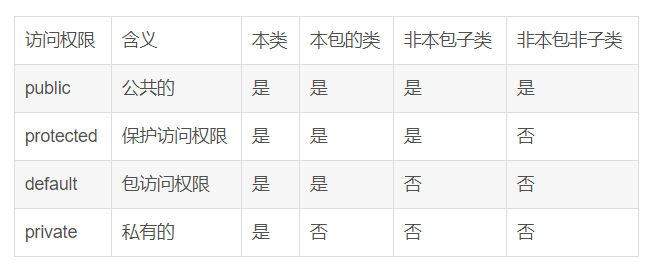 访问权限 含义 本类 本包的类 非本包子类 非本包非子类
public 公共的 是 是 是 是
protected 保护访问权限 是 是 是 否
default 包访问权限 是 是 否 否
private 私有的 是 否 否 否